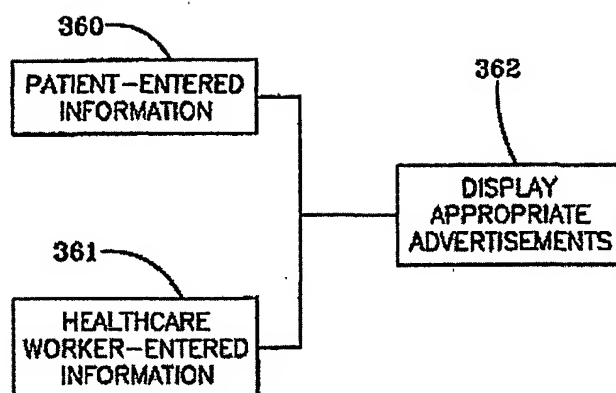 360
PATIENT-ENTERED
INFORMATION
362
DISPLAY
APPROPRIATE
ADVERTISEMENTS
361
HEALTHCARE
WORKER-ENTERED
INFORMATION